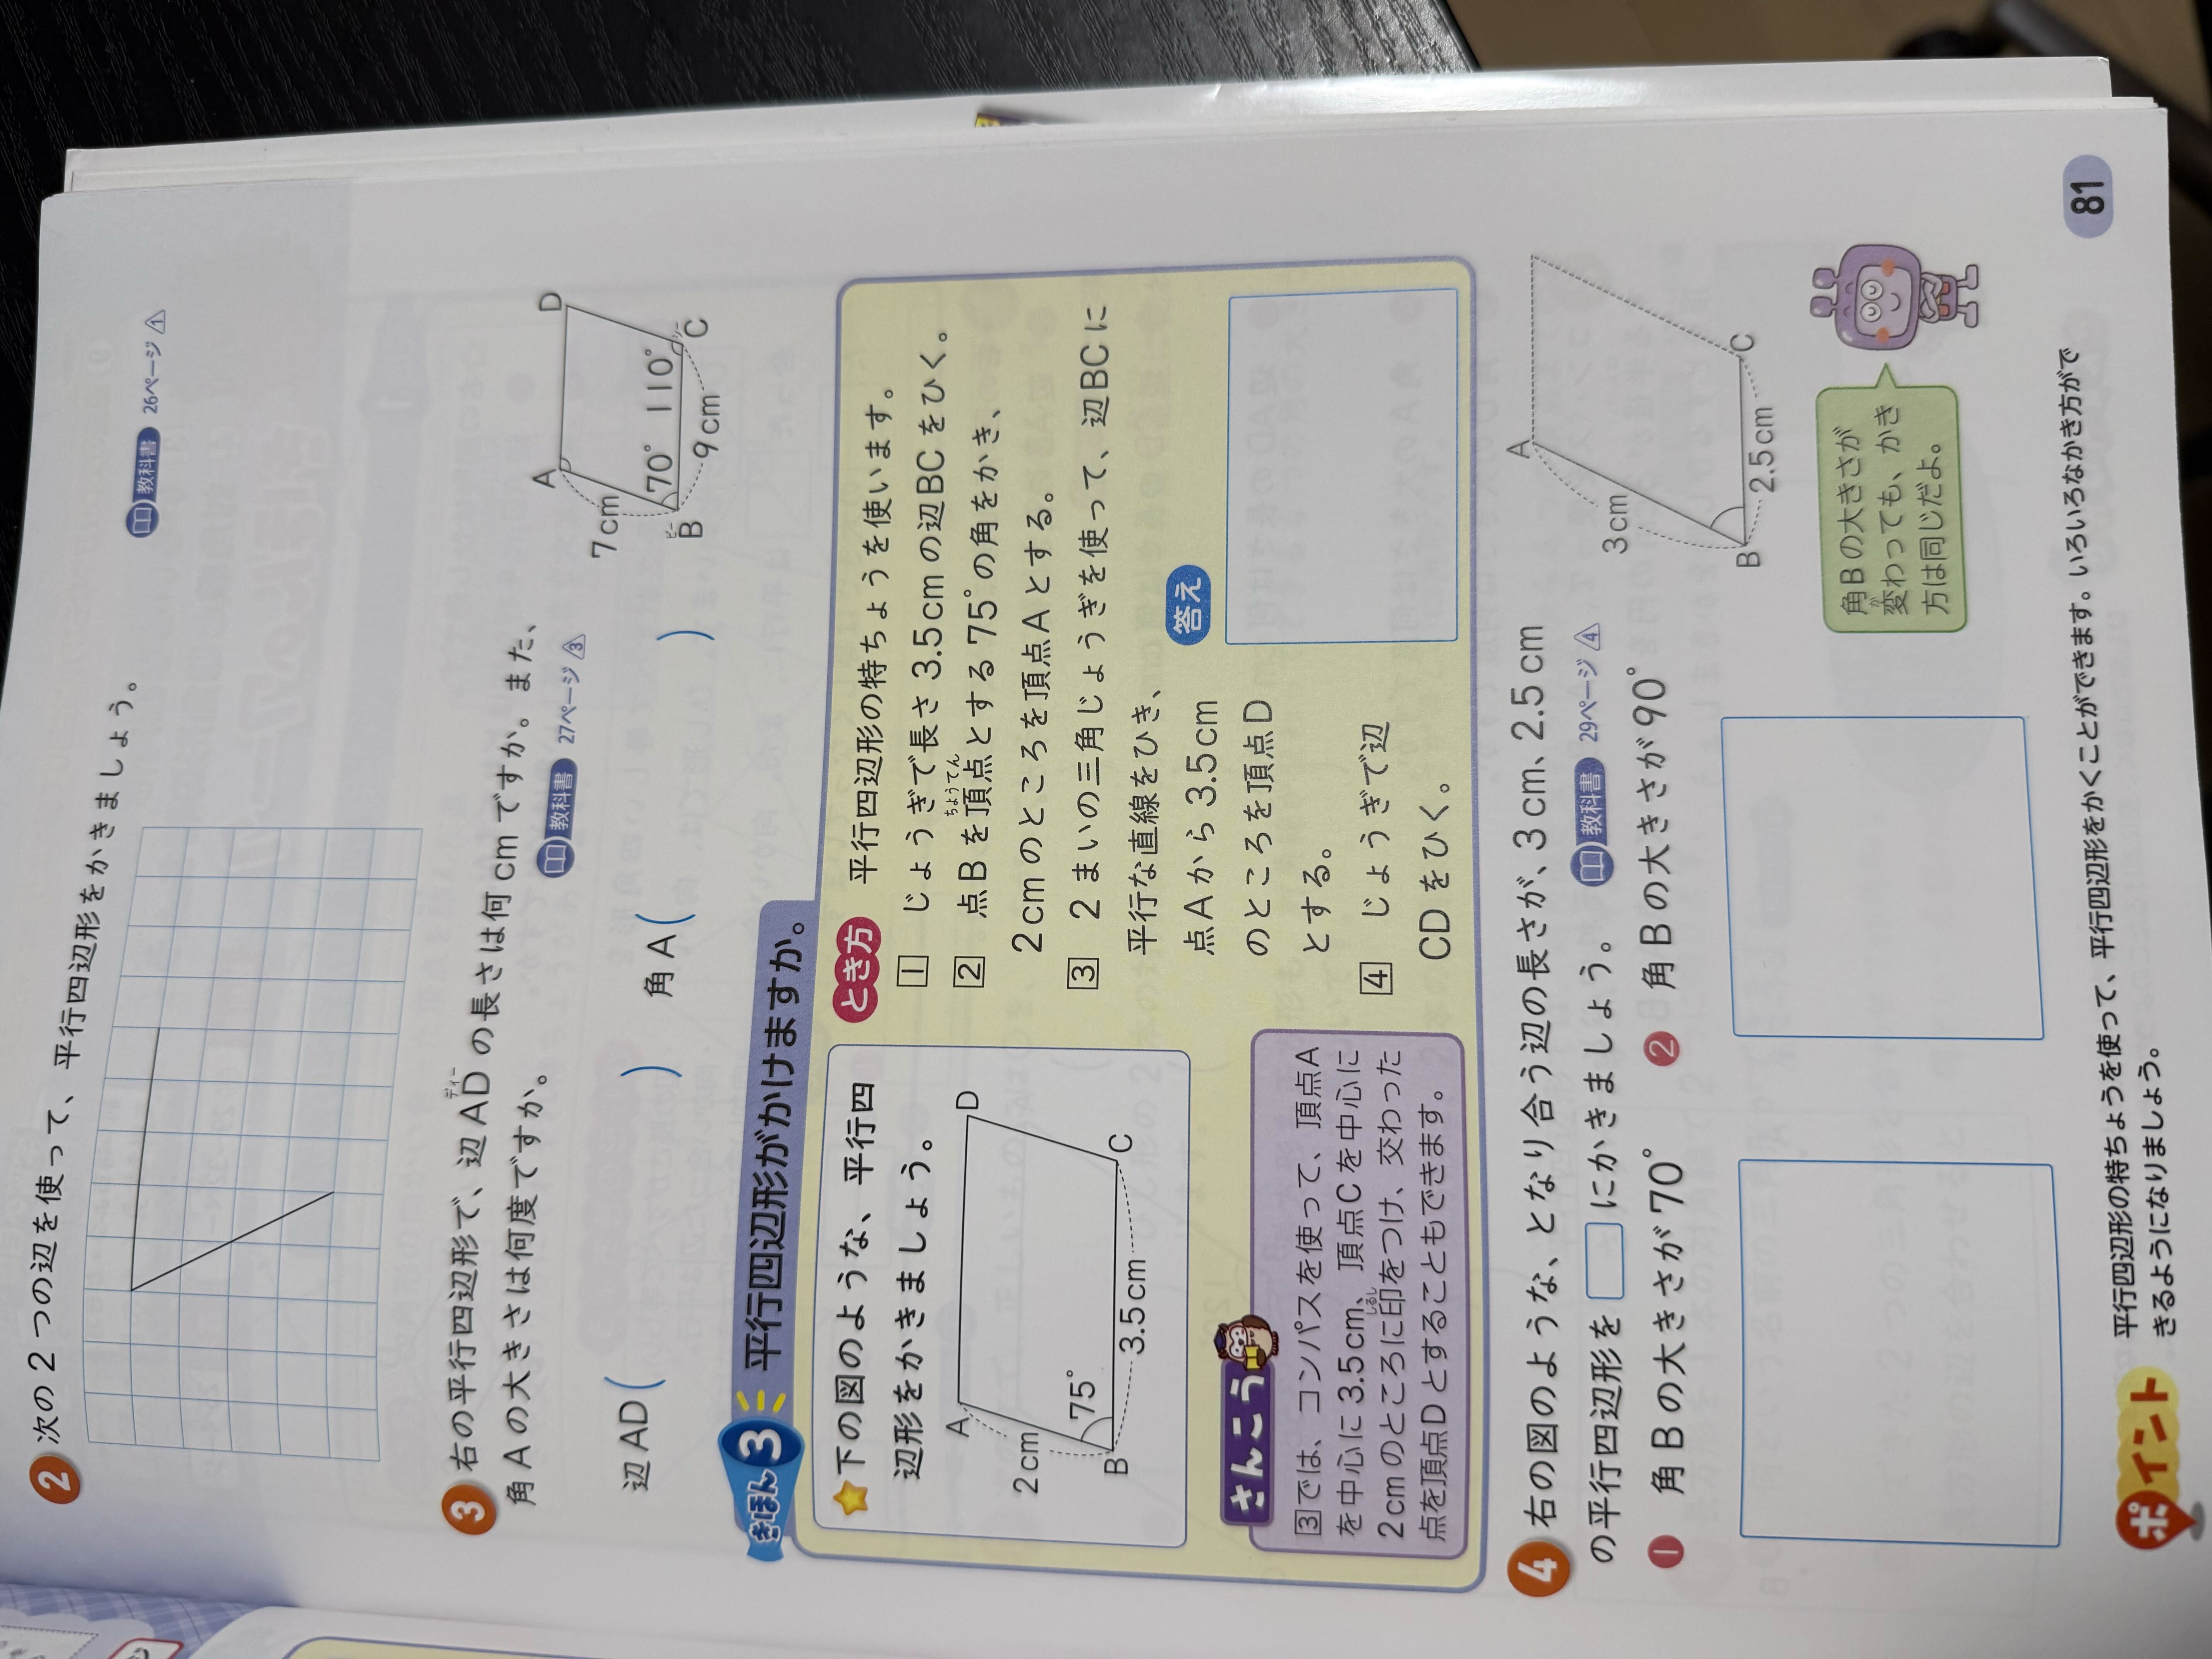 2 次の2つの辺を使って、平行四辺形をかきましょう。
教科書 26ページ 1
3 右の平行四辺形で、辺ADの長さは何cmですか。また、
ディー
角Aの大きさは何度ですか。
教科書 27ページ 3
辺AD( ) 角A( )
A
D
7cm
70° 110°
ビー
B
シー
C
9cm
きほん 3 平行四辺形がかけますか。
★下の図のような、平行四
辺形をかきましょう。
A
D
2cm
75°
B
C
3.5cm
とき方 平行四辺形の特ちょうを使います。
1 じょうぎで長さ3.5cmの辺BCをひく。
2 点Bを頂点とする75°の角をかき、
ちょうてん
2cmのところを頂点Aとする。
3 2まいの三角じょうぎを使って、辺BCに
平行な直線をひき、
点Aから3.5cm
のところを頂点D
とする。
4 じょうぎで辺
CDをひく。
答え
さんこう
3では、コンパスを使って、頂点A
を中心に3.5cm、頂点Cを中心に
2cmのところに印をつけ、交わった
しるし
点を頂点Dとすることもできます。
4 右の図のような、となり合う辺の長さが、3cm、2.5cm
の平行四辺形を□にかきましょう。
教科書 29ページ 4
1 角Bの大きさが70°
2 角Bの大きさが90°
A
3cm
B
C
2.5cm
角Bの大きさが
変わっても、かき
か
方は同じだよ。
ポイント
平行四辺形の特ちょうを使って、平行四辺形をかくことができます。いろいろなかき方がで
きるようになりましょう。
81